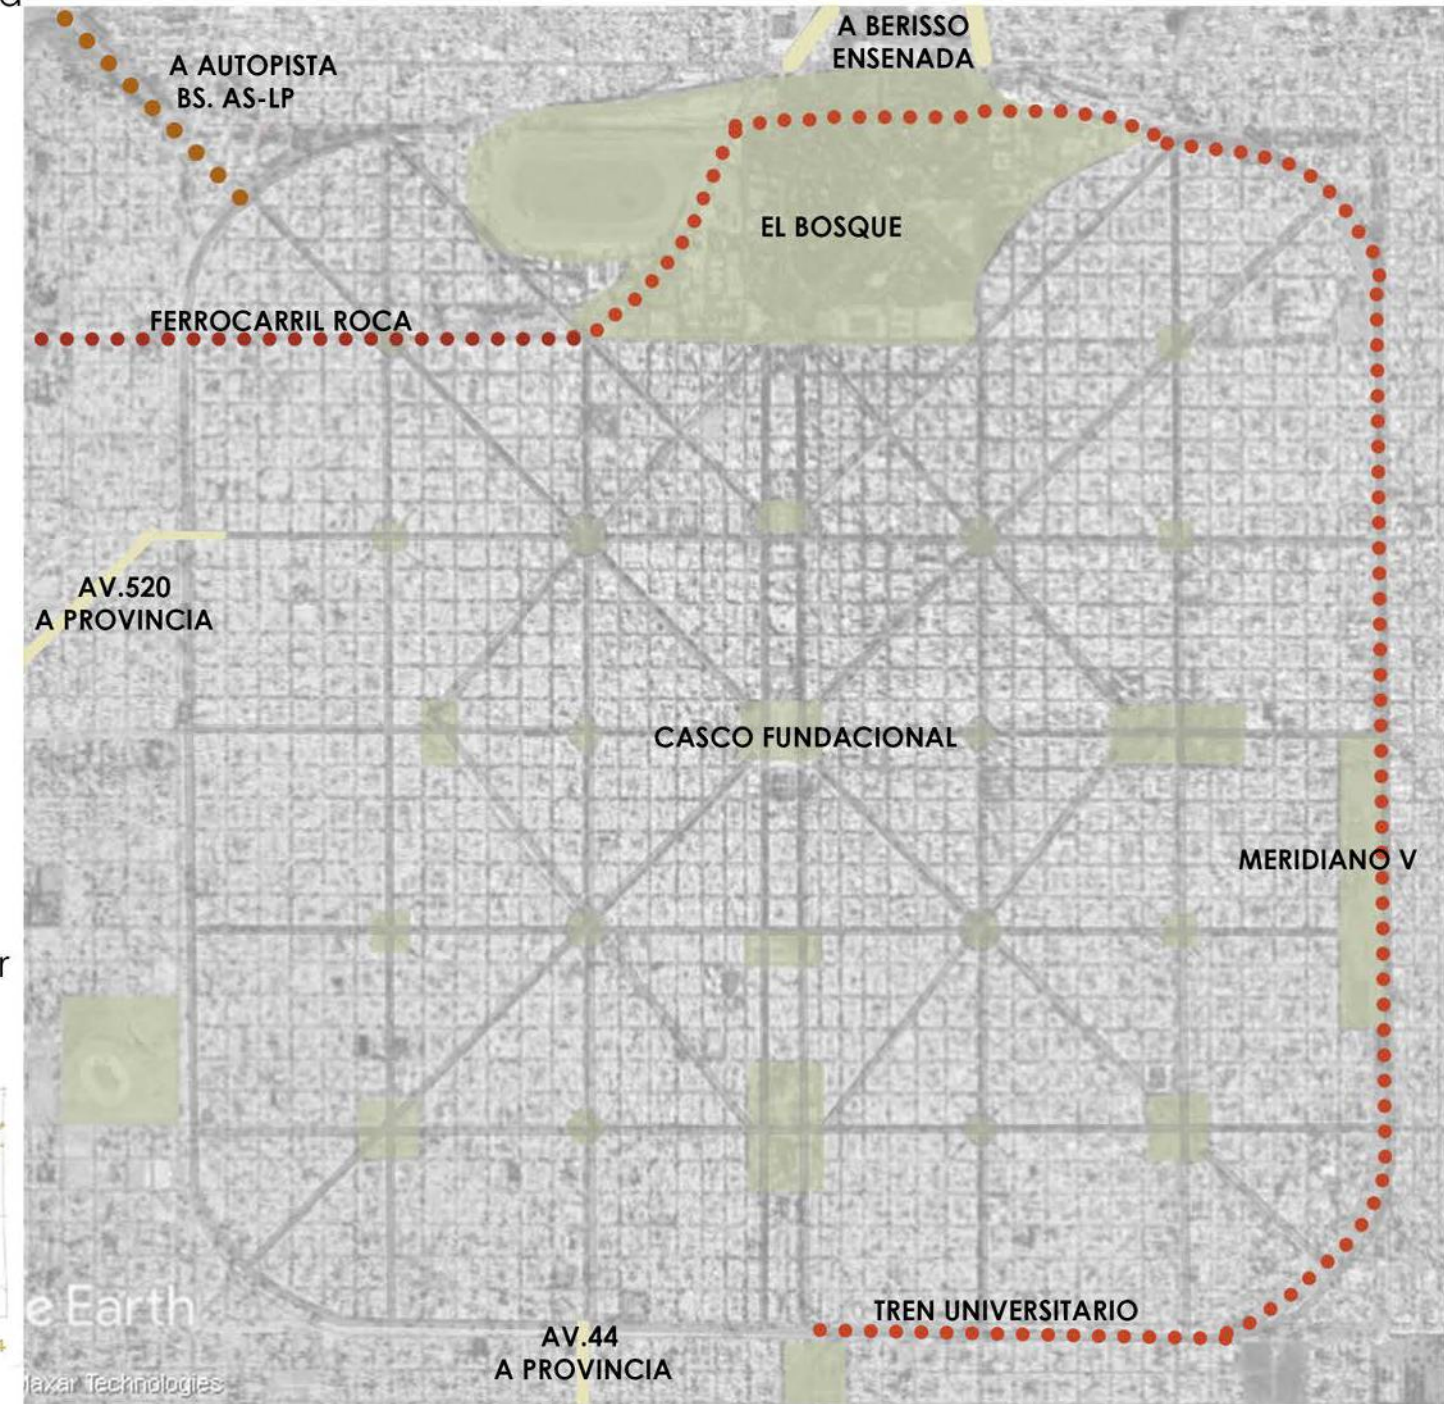 A BERISSO
ENSENADA
A AUTOPISTA
BS. AS-LP
EL BOSQUE
FERROCARRIL ROCA
AV.520
A PROVINCIA
CASCO FUNDACIONAL
MERIDIANO V
r
e Earth
TREN UNIVERSITARIO
AV.44
A PROVINCIA
Maxar Technologies